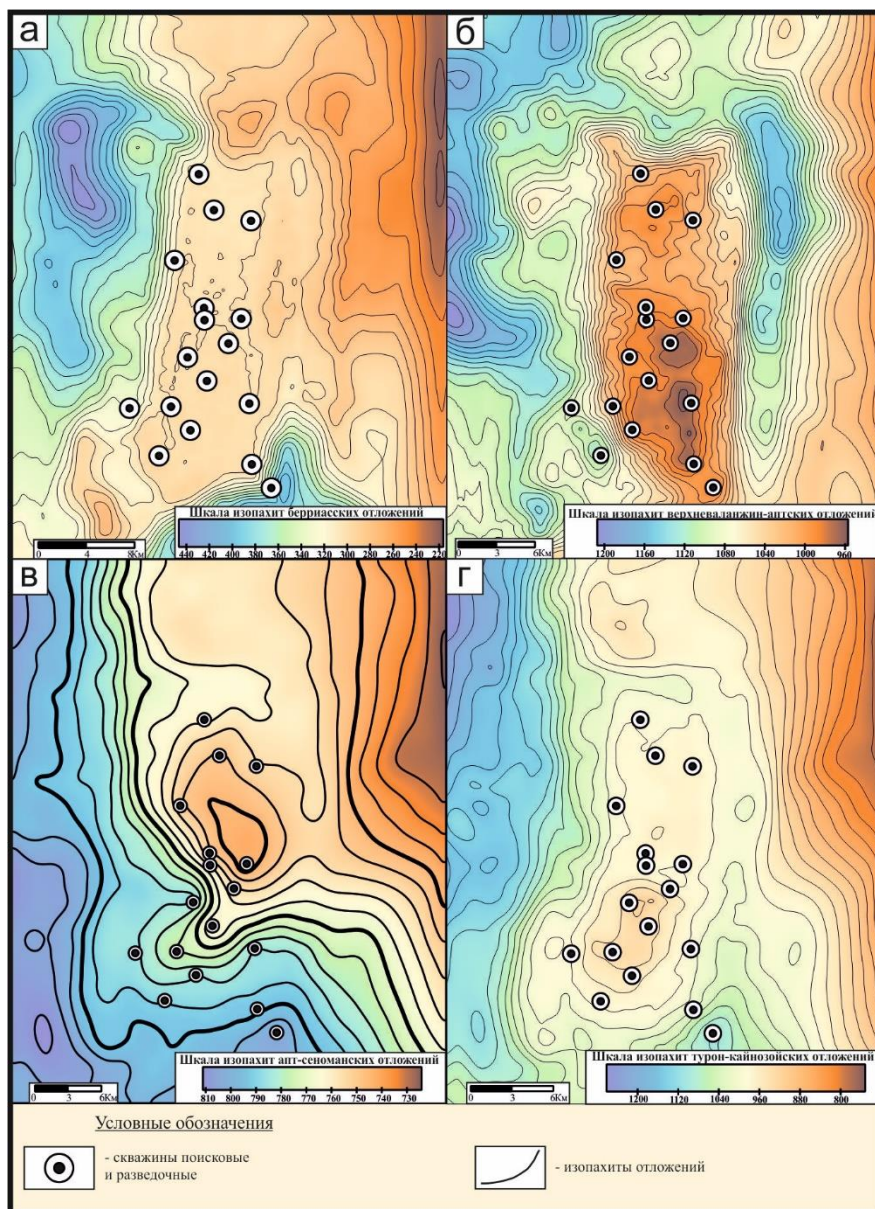 а
б
Шкала изопахит берриасских отложений
440 420 400 380 360 340 320 300 280 260 240 220
0 4 8Км
Шкала изопахит верхневаланжин-аптских отложений
1200 1160 1120 1080 1040 1000 960
0 3 6Км
в
г
Шкала изопахит апт-сеноманских отложений
810 800 790 780 770 760 750 740 730
0 3 6Км
Шкала изопахит турон-кайнозойских отложений
1200 1120 1040 960 880 800
0 3 6Км
Условные обозначения
- скважины поисковые
и разведочные
- изопахиты отложений